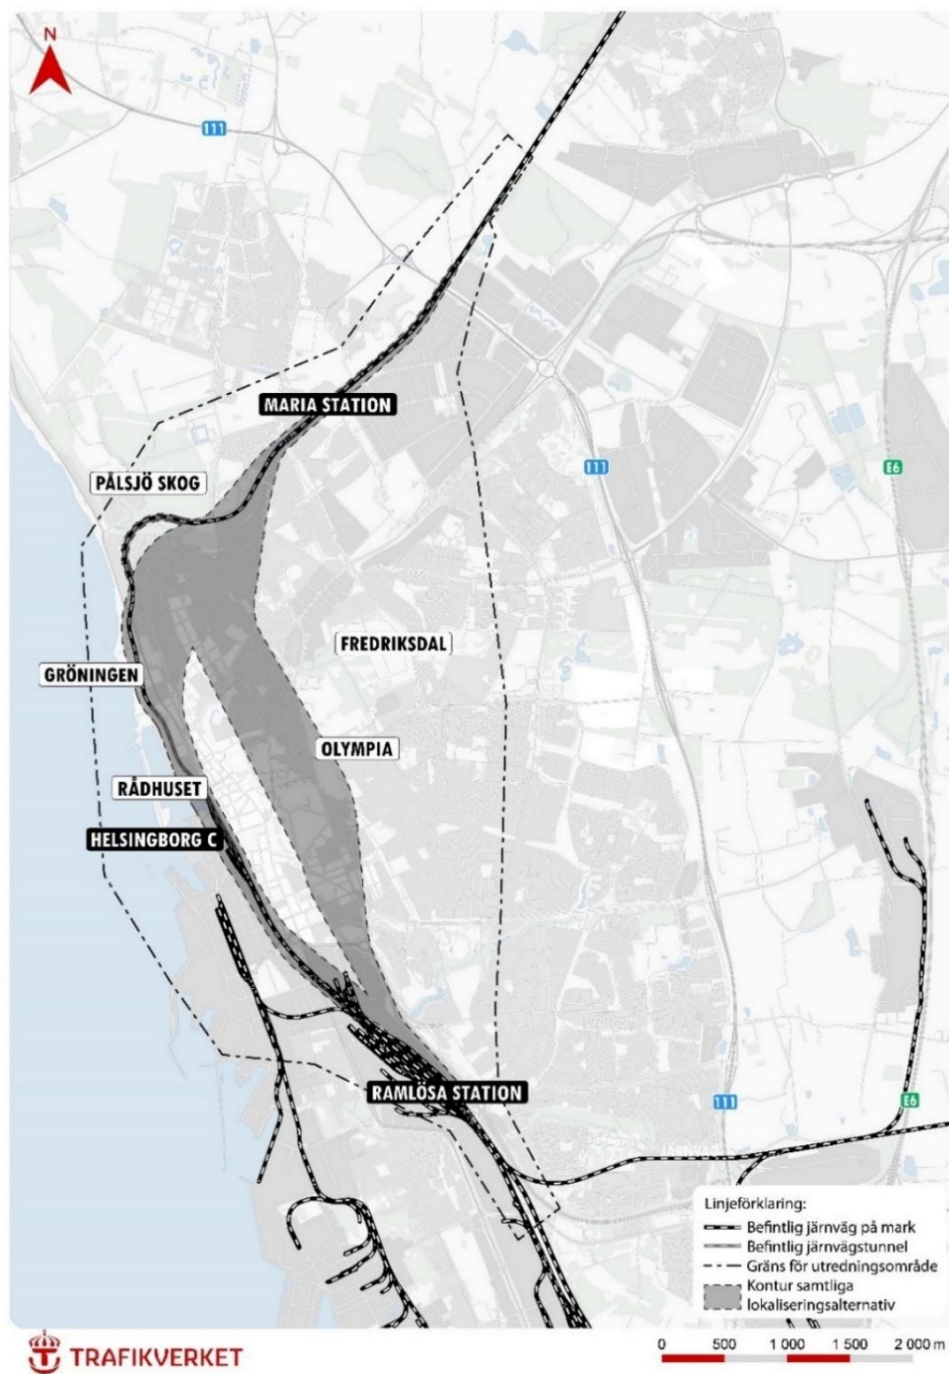 N
111
MARIA STATION
PÅLSJÖ SKOG
111
E6
FREDRIKSDAL
GRÖNINGEN
OLYMPIA
RÅDHUSET
HELSINGBORG C
RAMLÖSA STATION
111
E6
Linjeförklaring:
Befintlig järnväg på mark
Befintlig järnvägstunnel
Gräns för utredningsområde
Kontur samtliga
lokaliseringsalternativ
TRAFIKVERKET
0 500 1 000 1 500 2 000 m